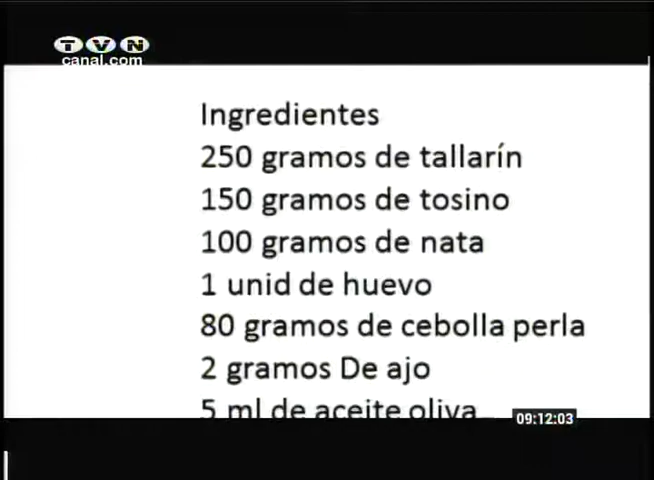 TVN
canal.com
Ingredientes
250 gramos de tallarín
150 gramos de tosino
100 gramos de nata
1 unid de huevo
80 gramos de cebolla perla
2 gramos De ajo
5 ml de aceite oliva
09:12:03